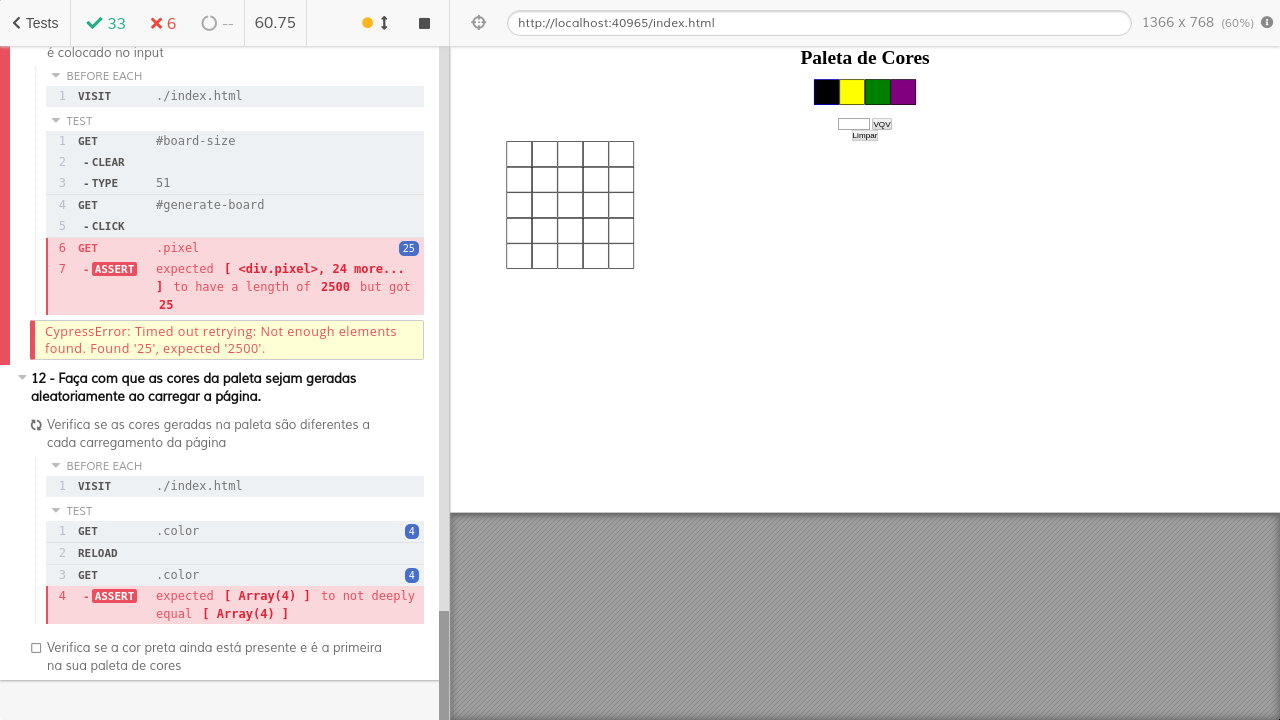 Tests 33 6 -- 60.75
http://localhost:40965/index.html 1366 x 768 (60%)
é colocado no input
BEFORE EACH
1 VISIT ./index.html
TEST
1 GET #board-size
2 - CLEAR
3 - TYPE 51
4 GET #generate-board
5 - CLICK
6 GET .pixel 25
7 - ASSERT expected [ <div.pixel>, 24 more...
] to have a length of 2500 but got
25
CypressError: Timed out retrying: Not enough elements
found. Found '25', expected '2500'.
12 - Faça com que as cores da paleta sejam geradas
aleatoriamente ao carregar a página.
Verifica se as cores geradas na paleta são diferentes a
cada carregamento da página
BEFORE EACH
1 VISIT ./index.html
TEST
1 GET .color 4
2 RELOAD
3 GET .color 4
4 - ASSERT expected [ Array(4) ] to not deeply
equal [ Array(4) ]
Verifica se a cor preta ainda está presente e é a primeira
na sua paleta de cores
Paleta de Cores
VQV
Limpar